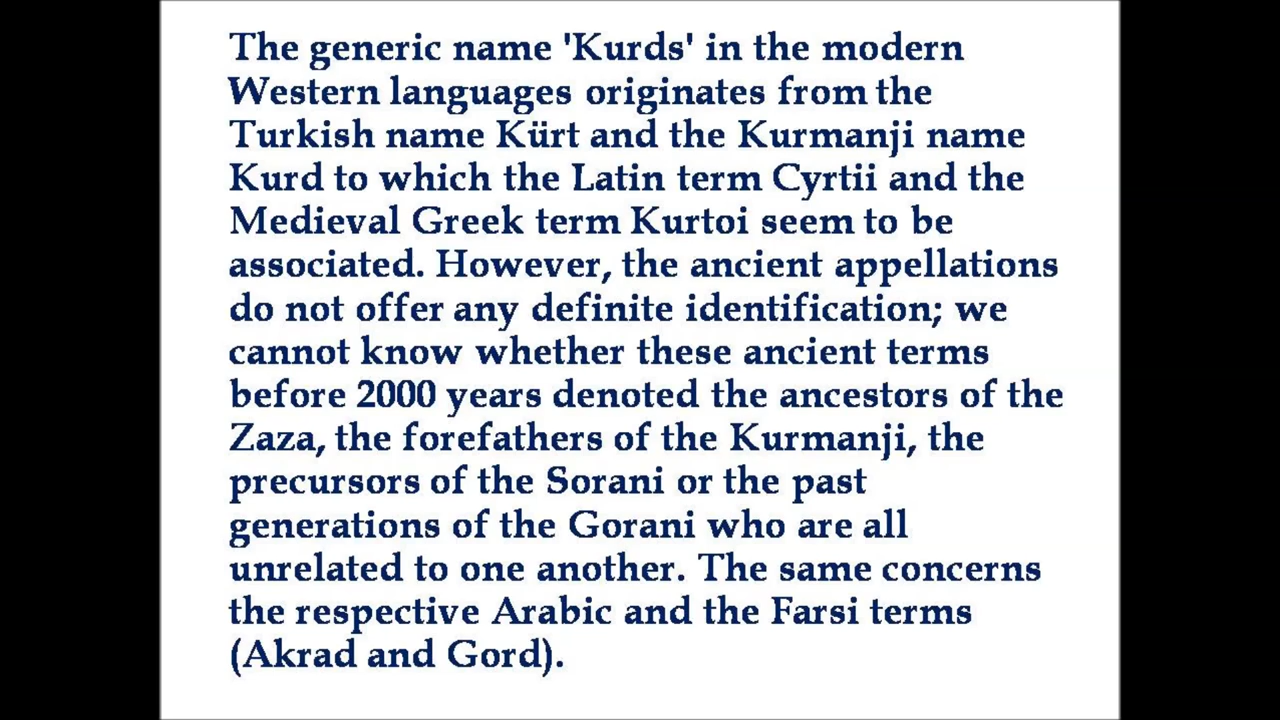 The generic name 'Kurds' in the modern
Western languages originates from the
Turkish name Kürt and the Kurmanji name
Kurd to which the Latin term Cyrtii and the
Medieval Greek term Kurtoi seem to be
associated. However, the ancient appellations
do not offer any definite identification; we
cannot know whether these ancient terms
before 2000 years denoted the ancestors of the
Zaza, the forefathers of the Kurmanji, the
precursors of the Sorani or the past
generations of the Gorani who are all
unrelated to one another. The same concerns
the respective Arabic and the Farsi terms
(Akrad and Gord).